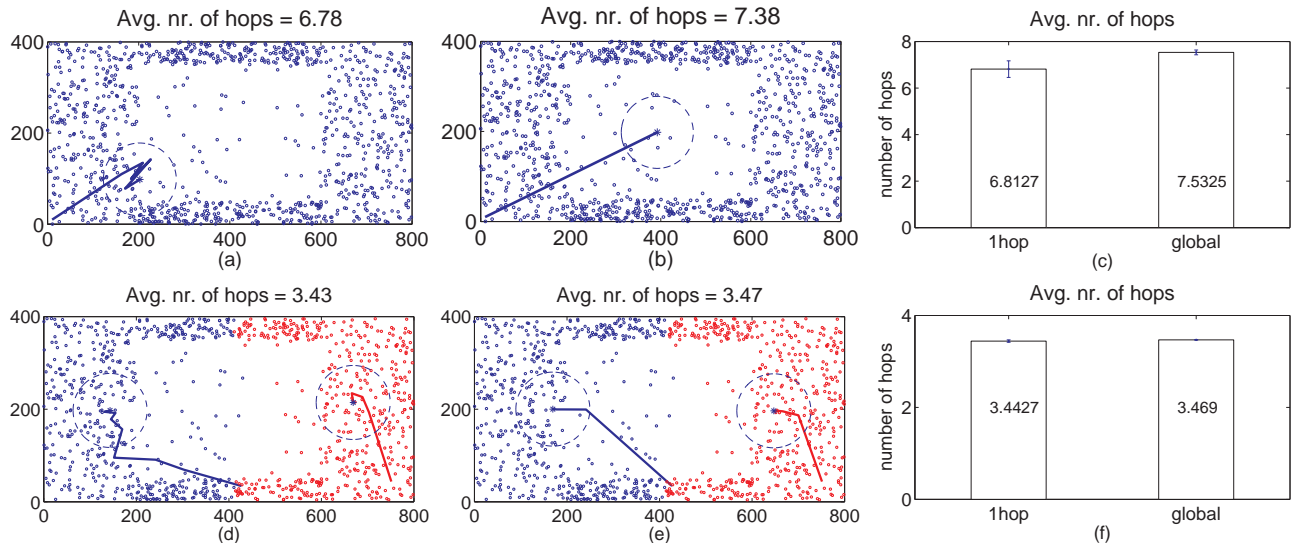 Avg. nr. of hops = 6.78
400
200
0
0 200 400 600 800
(a)
Avg. nr. of hops = 7.38
400
200
0
0 200 400 600 800
(b)
Avg. nr. of hops
number of hops
8
6
4
2
0
6.8127 7.5325
1hop global
(c)
Avg. nr. of hops = 3.43
400
200
0
0 200 400 600 800
(d)
Avg. nr. of hops = 3.47
400
200
0
0 200 400 600 800
(e)
Avg. nr. of hops
number of hops
4
2
0
3.4427 3.469
1hop global
(f)